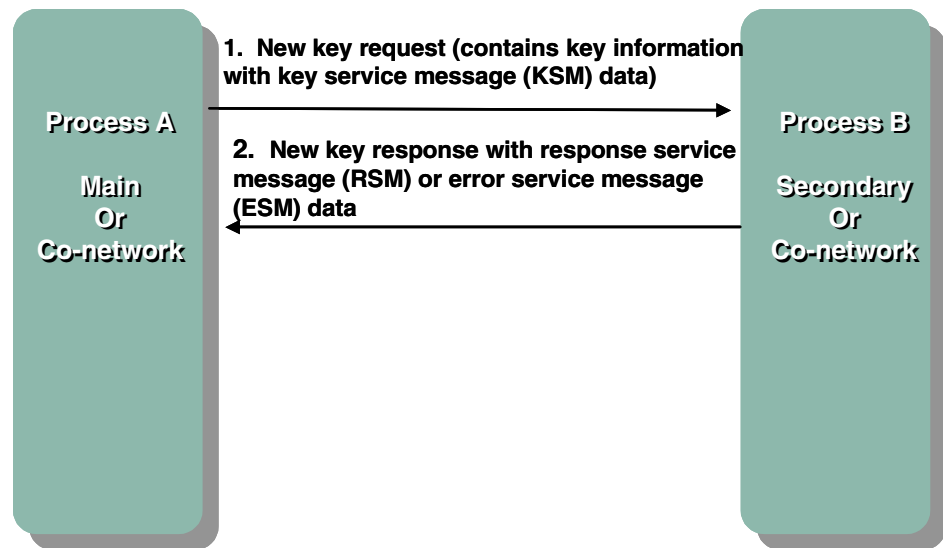 1. New key request (contains key information
with key service message (KSM) data)
Process A
Main
Or
Co-network
2. New key response with response service
message (RSM) or error service message
(ESM) data
Process B
Secondary
Or
Co-network